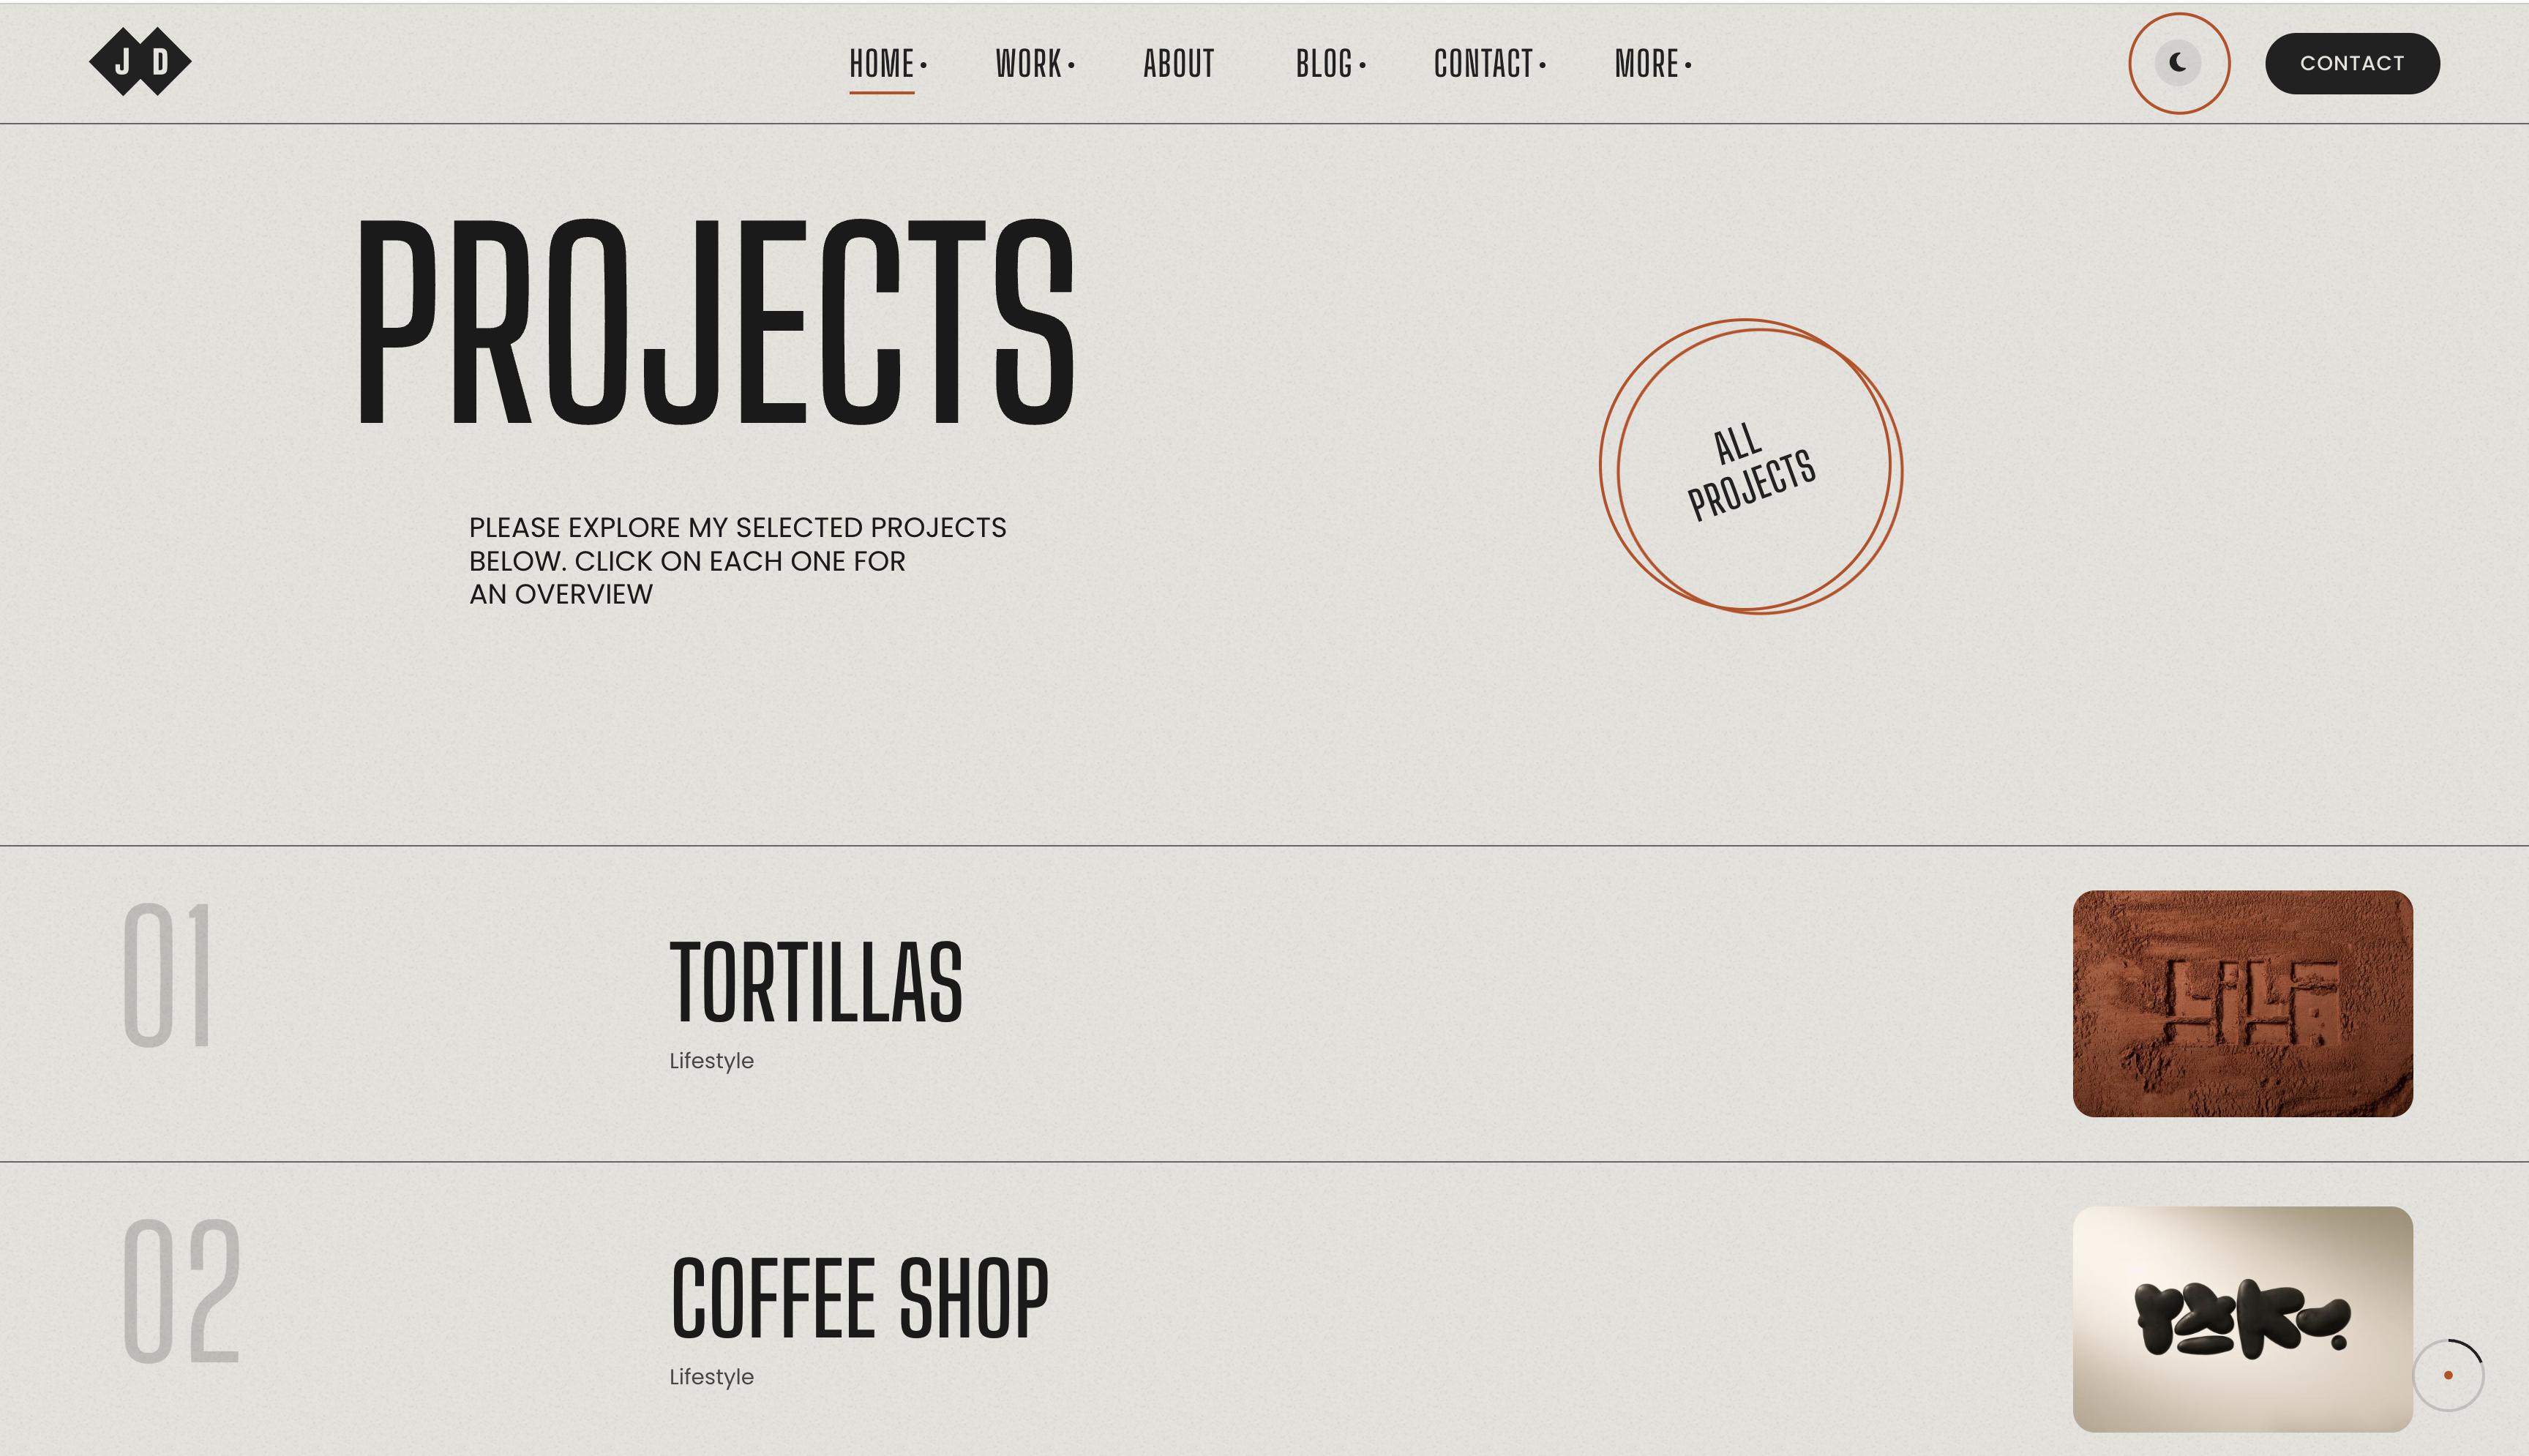 J D
HOME
WORK
ABOUT
BLOG
CONTACT
MORE
CONTACT
PROJECTS
ALL
PROJECTS
PLEASE EXPLORE MY SELECTED PROJECTS
BELOW. CLICK ON EACH ONE FOR
AN OVERVIEW
01
TORTILLAS
Lifestyle
02
COFFEE SHOP
Lifestyle